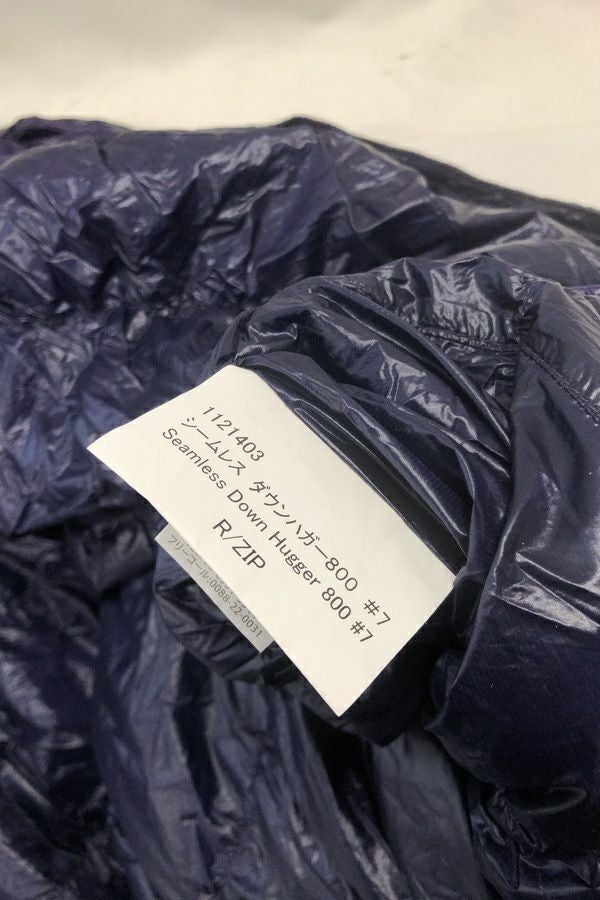 1121403
シームレス ダウンハガー800 #7
Seamless Down Hugger 800 #7
R/ZIP
フリーコール:0088-22-0031